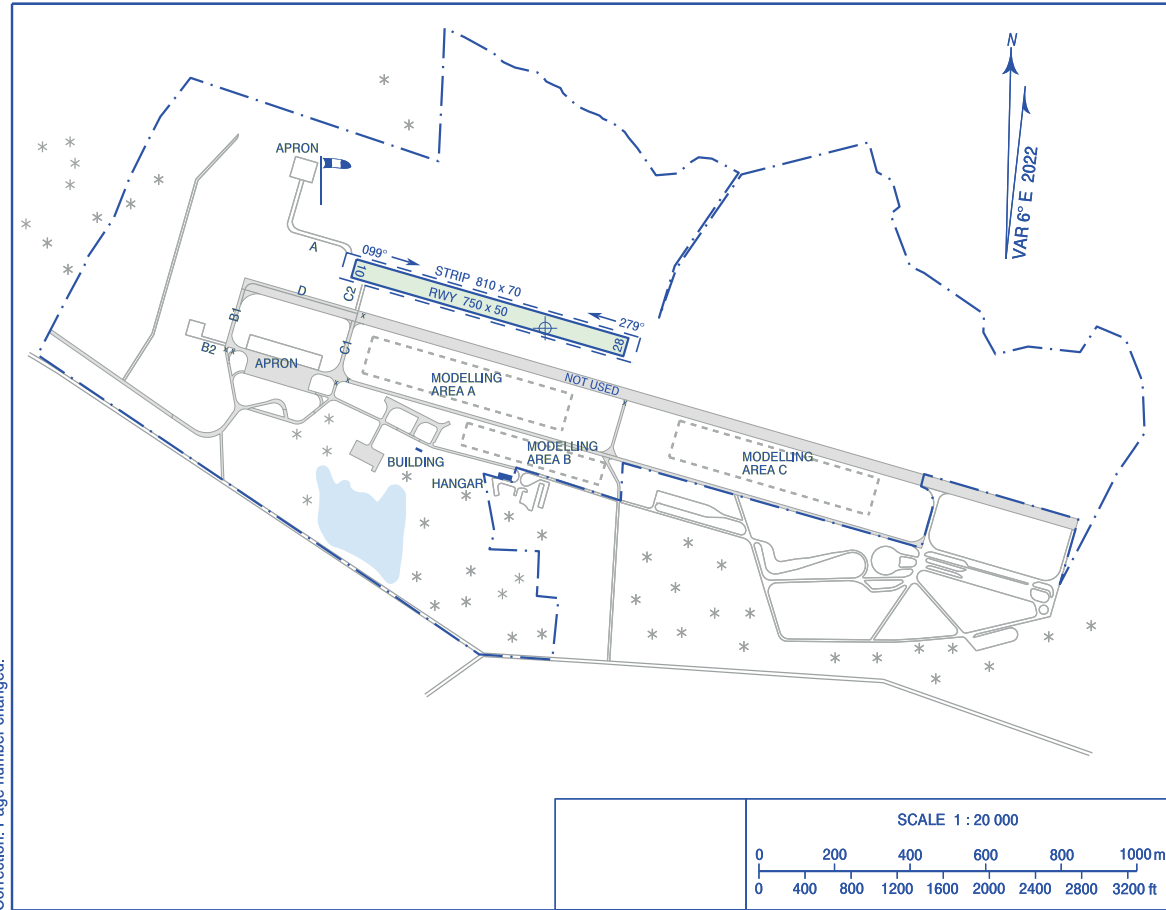 N
VAR 6° E 2022
APRON
A
099°
STRIP 810 x 70
RWY 750 x 50
279°
10
28
C2
D
B1
B2
C1
APRON
NOT USED
MODELLING
AREA A
MODELLING
AREA B
MODELLING
AREA C
BUILDING
HANGAR
Correction: Page number changed.
SCALE 1 : 20 000
0 200 400 600 800 1000 m
0 400 800 1200 1600 2000 2400 2800 3200 ft